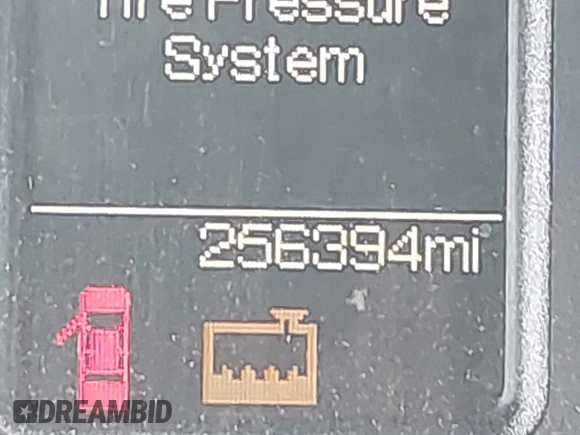 Tire Pressure
System
256394mi
DREAMBID